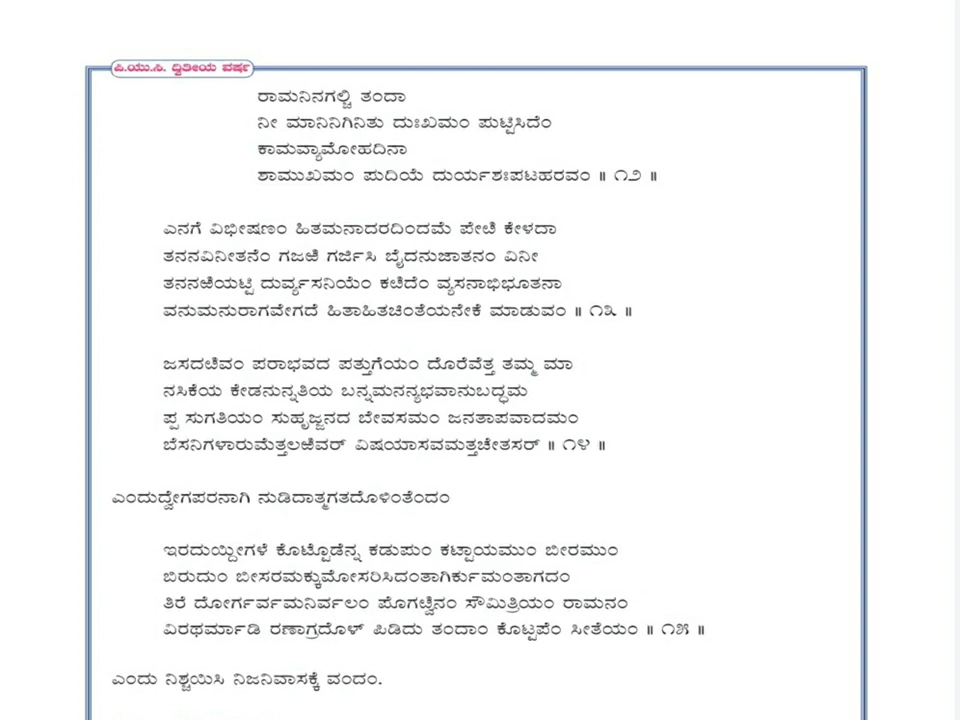 ಪಿ.ಯು.ಸಿ. ದ್ವಿತೀಯ ವರ್ಷ
ರಾಮನಿನಗಲ್ಚಿ ತಂದಾ
ನೀ ಮಾನಿನಿಗಿನಿತು ದುಃಖಮಂ ಪುಟ್ಟಿಸಿದೆಂ
ಕಾಮವ್ಯಾಮೋಹದಿನಾ
ಶಾಮುಖಮಂ ಪುದಿಯೆ ದುರ್ಯಶಃಪಟಹರವಂ ॥ ೧೨ ॥
ಎನಗೆ ವಿಭೀಷಣಂ ಹಿತಮನಾದರದಿಂದಮೆ ಪೇೞೆ ಕೇಳದಾ
ತನನವಿನೀತನೆಂ ಗಜಱಿ ಗರ್ಜಿಸಿ ಬೈದನುಜಾತನಂ ವಿನೀ
ತನನಱಿಯಟ್ಟಿ ದುರ್ವ್ಯಸನಿಯೆಂ ಕೞಿದೆಂ ವ್ಯಸನಾಭಿಭೂತನಾ
ವನುಮನುರಾಗವೇಗದೆ ಹಿತಾಹಿತಚಿಂತೆಯನೇಕೆ ಮಾಡುವಂ ॥ ೧೩ ॥
ಜಸದೞಿವಂ ಪರಾಭವದ ಪತ್ತುಗೆಯಂ ದೊರೆವೆತ್ತ ತಮ್ಮ ಮಾ
ನಸಿಕೆಯ ಕೇಡನುನ್ನತಿಯ ಬನ್ನಮನನ್ಯಭವಾನುಬದ್ಧಮ
ಪ್ಪ ಸುಗತಿಯಂ ಸುಹೃಜ್ಜನದ ಬೇವಸಮಂ ಜನತಾಪವಾದಮಂ
ಬೆಸನಿಗಳಾರುಮೆತ್ತಲಱಿವರ್ ವಿಷಯಾಸವಮತ್ತಚೇತಸರ್ ॥ ೧೪ ॥
ಎಂದುದ್ವೇಗಪರನಾಗಿ ನುಡಿದಾತ್ಮಗತದೊಳಿಂತೆಂದಂ
ಇರದುಯ್ದೀಗಳೆ ಕೊಟ್ಟೊಡೆನ್ನ ಕಡುಪುಂ ಕಟ್ಟಾಯಮುಂ ಬೀರಮುಂ
ಬಿರುದುಂ ಬೀಸರಮಕ್ಕುಮೋಸರಿಸಿದಂತಾಗಿರ್ಕುಮಂತಾಗದಂ
ತಿರೆ ದೋರ್ಗರ್ವಮನಿರ್ವಲಂ ಪೊಗೞ್ವಿನಂ ಸೌಮಿತ್ರಿಯಂ ರಾಮನಂ
ವಿರಥರ್ಮಾಡಿ ರಣಾಗ್ರದೊಳ್ ಪಿಡಿದು ತಂದಾಂ ಕೊಟ್ಟಪೆಂ ಸೀತೆಯಂ ॥ ೧೫ ॥
ಎಂದು ನಿಶ್ಚಯಿಸಿ ನಿಜನಿವಾಸಕ್ಕೆ ವಂದಂ.